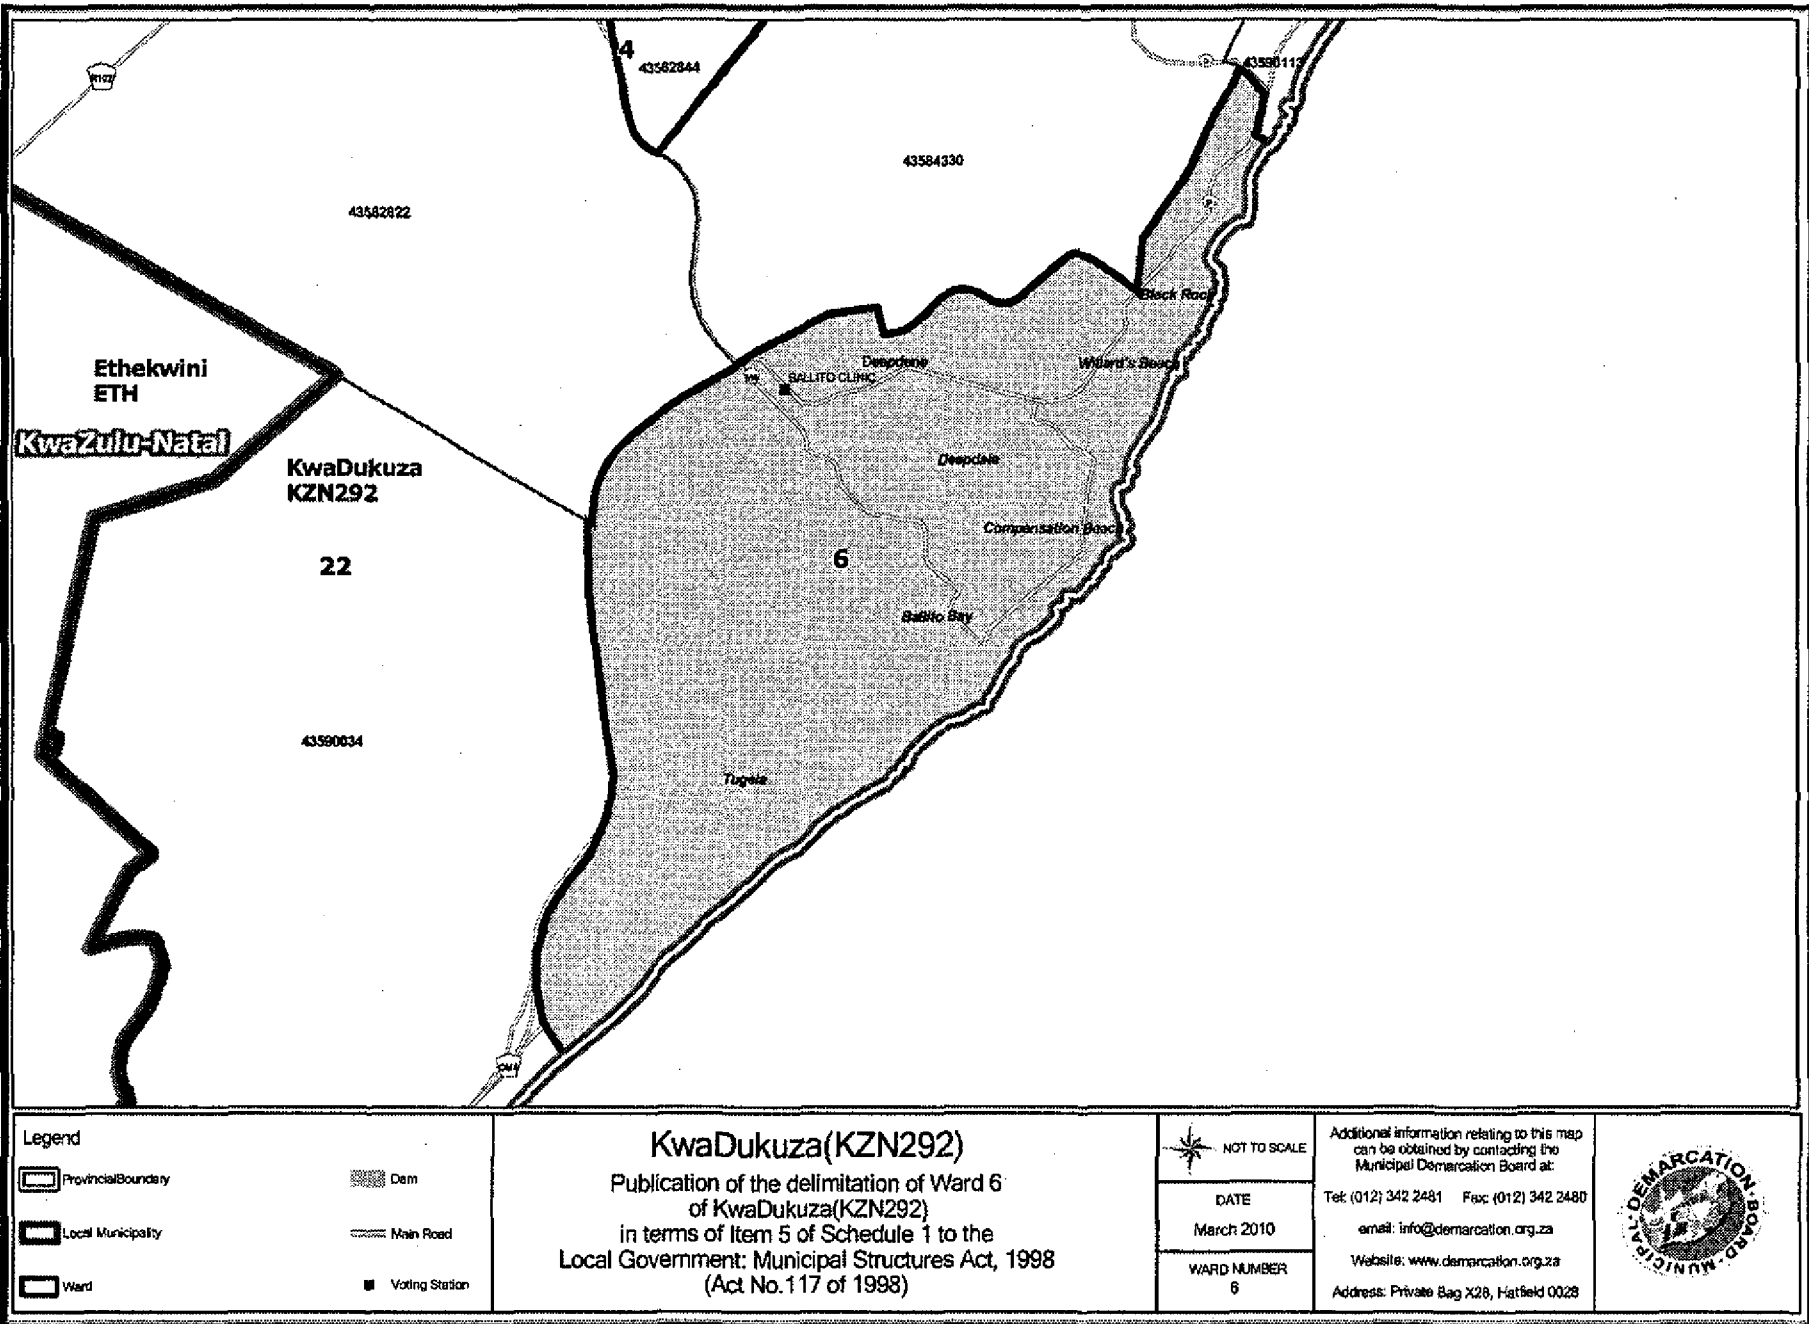 4
43582844
43590113
R102
43584330
43582822
Black Rock
Deepdene
Willard's Beach
BALLITO CLINIC
Ethekwini
ETH
KwaZulu-Natal
KwaDukuza
KZN292
Deepdale
Compensation Beach
6
22
Ballito Bay
43590034
Tugela
Legend
ProvincialBoundary
Dam
Local Municipality
Main Road
Ward
Voting Station
KwaDukuza(KZN292)
Publication of the delimitation of Ward 6
of KwaDukuza(KZN292)
in terms of Item 5 of Schedule 1 to the
Local Government: Municipal Structures Act, 1998
(Act No.117 of 1998)
NOT TO SCALE
DATE
March 2010
WARD NUMBER
6
Additional information relating to this map
can be obtained by contacting the
Municipal Demarcation Board at:
Tel: (012) 342 2481 Fax: (012) 342 2480
email: info@demarcation.org.za
Website: www.demarcation.org.za
Address: Private Bag X28, Hatfield 0028
MUNICIPAL DEMARCATION BOARD